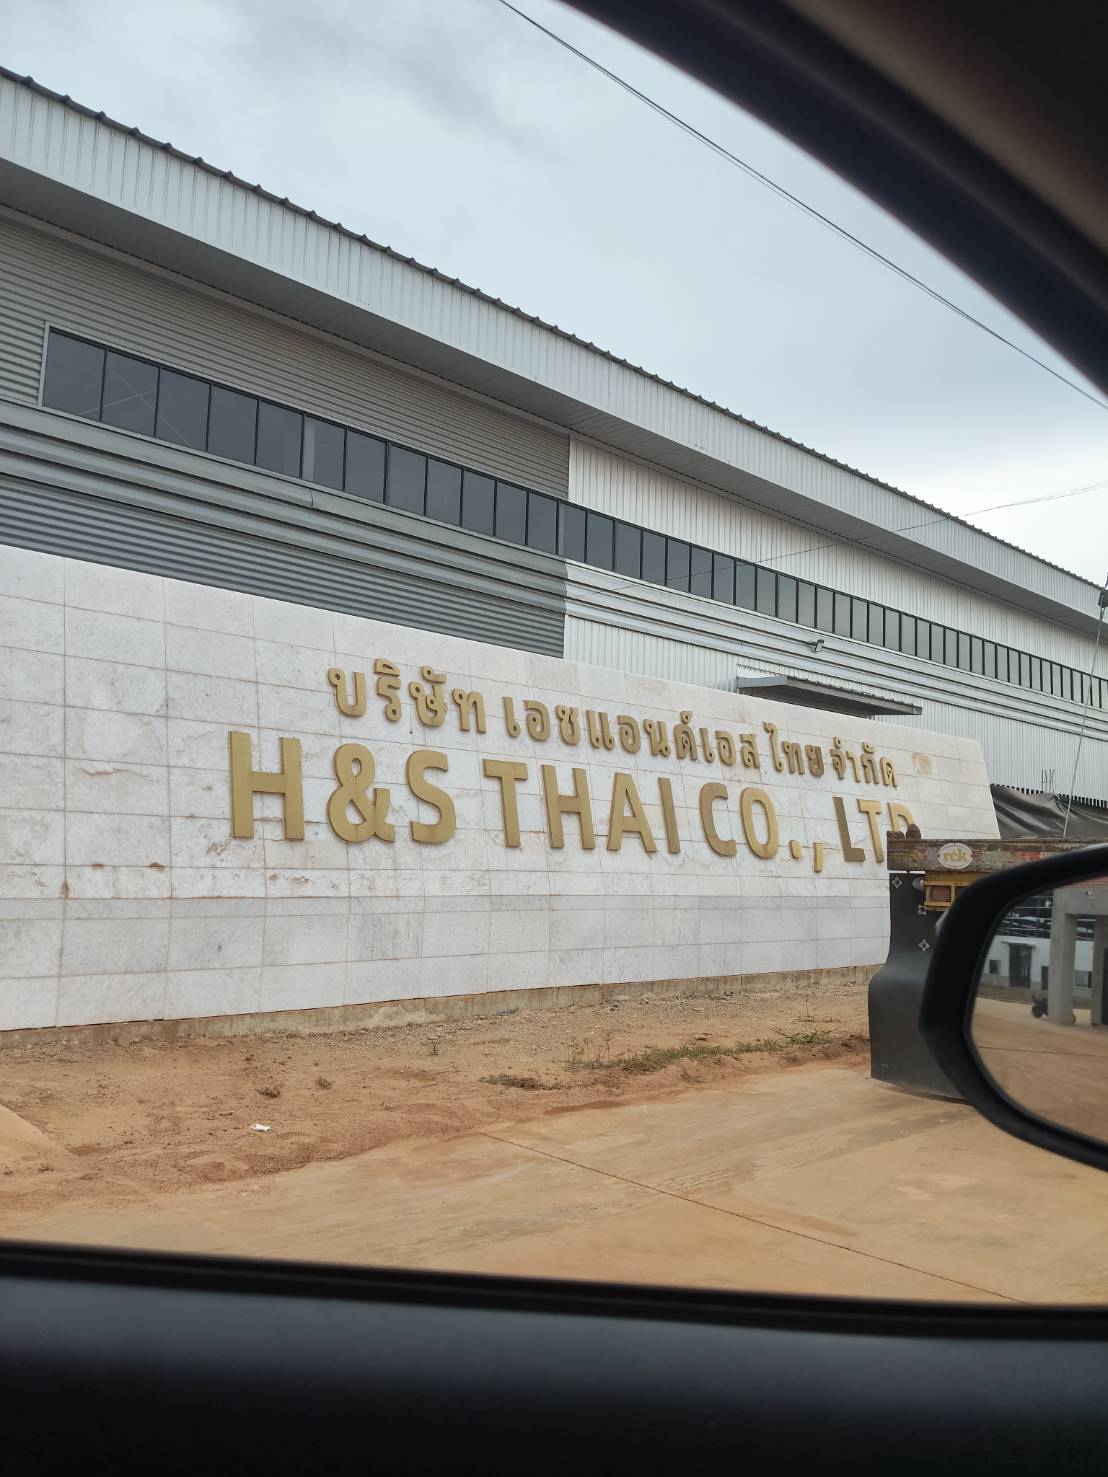 บริษัท เอชแอนด์เอส ไทย จำกัด
H&S THAI CO., LTD
rck